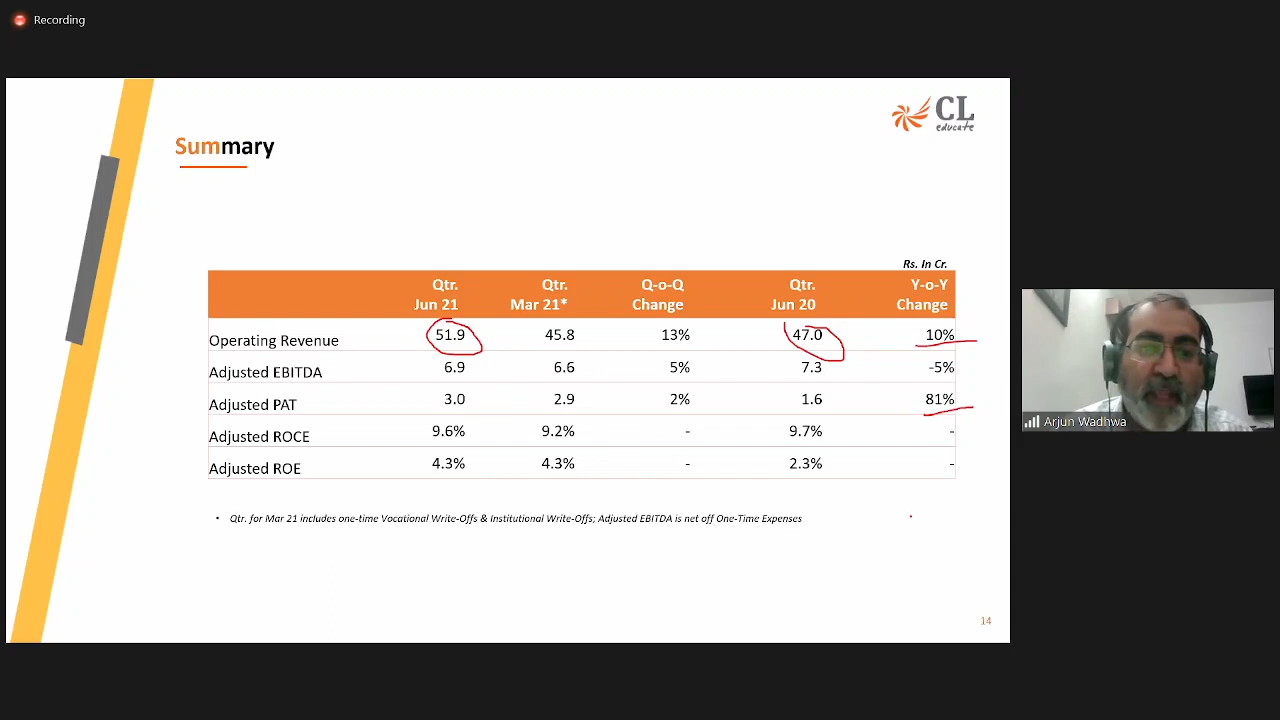 Recording
CL
educate
Summary
Rs. In Cr.
Qtr. Jun 21 Qtr. Mar 21* Q-o-Q Change Qtr. Jun 20 Y-o-Y Change
Operating Revenue 51.9 45.8 13% 47.0 10%
Adjusted EBITDA 6.9 6.6 5% 7.3 -5%
Adjusted PAT 3.0 2.9 2% 1.6 81%
Adjusted ROCE 9.6% 9.2% - 9.7% -
Adjusted ROE 4.3% 4.3% - 2.3% -
• Qtr. for Mar 21 includes one-time Vocational Write-Offs & Institutional Write-Offs; Adjusted EBITDA is net off One-Time Expenses
14
Arjun Wadhwa